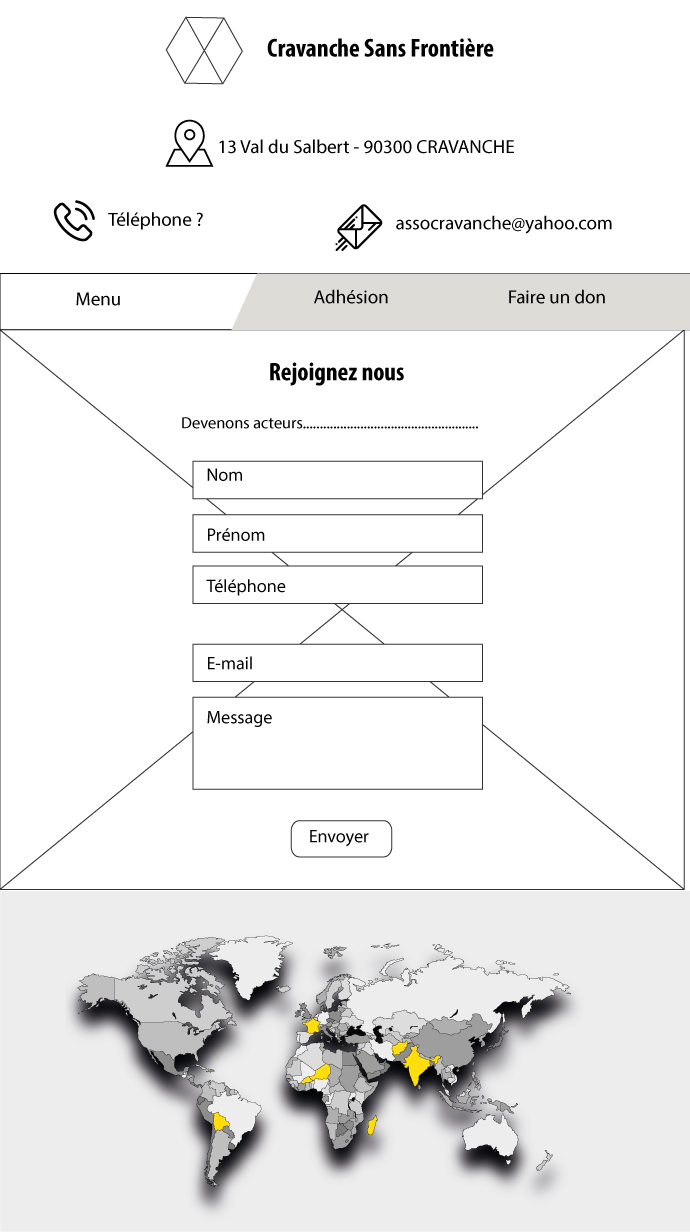 Cravanche Sans Frontière
13 Val du Salbert - 90300 CRAVANCHE
Téléphone ?
assocravanche@yahoo.com
Menu
Adhésion
Faire un don
Rejoignez nous
Devenons acteurs.....................................................
Nom
Prénom
Téléphone
E-mail
Message
Envoyer